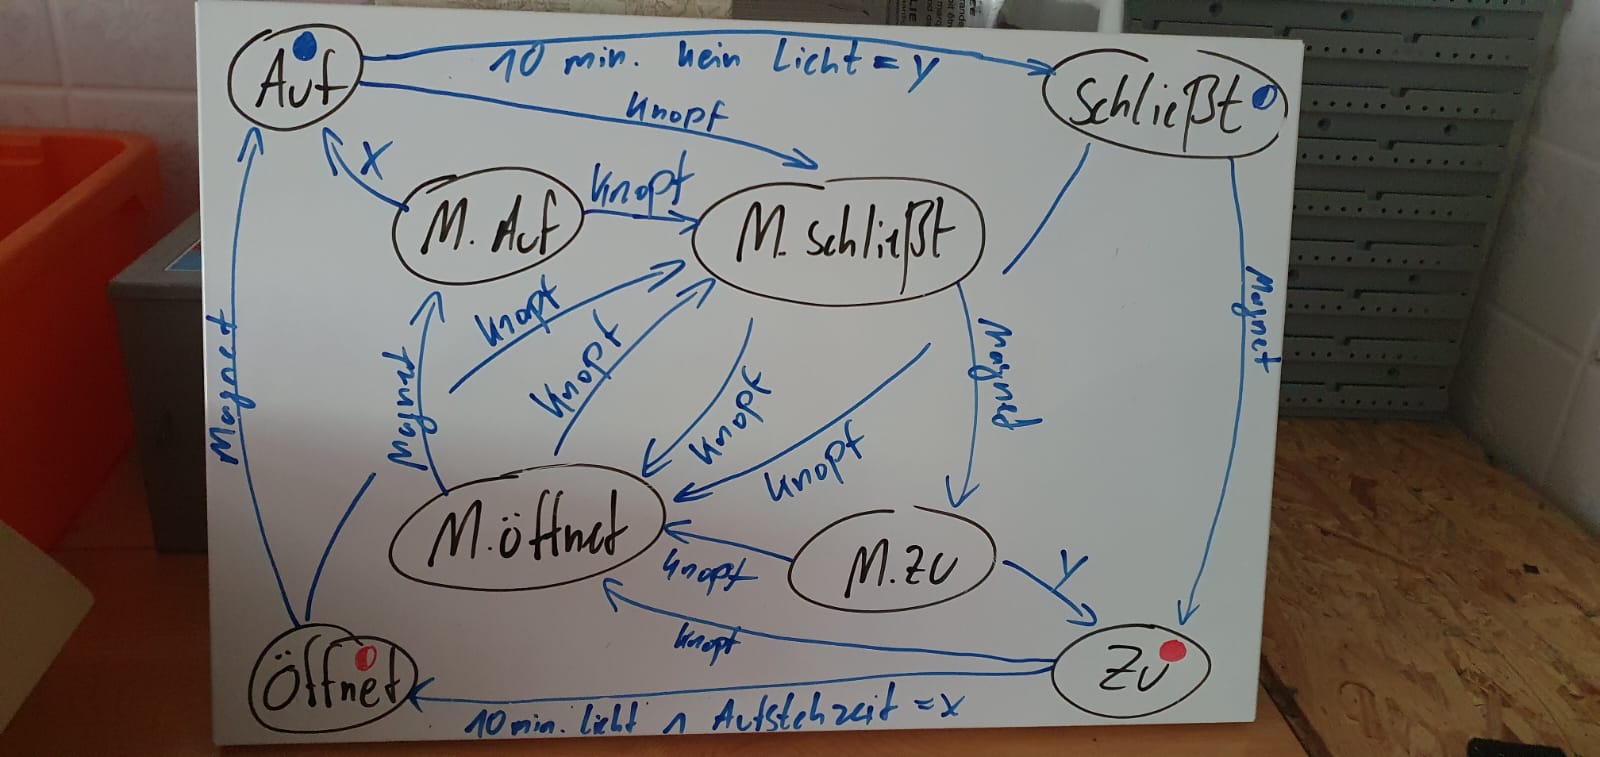 Auf
10 min. kein Licht = y
Schließt
Knopf
X
M. Auf
Knopf
M. schließt
Knopf
Knopf
Magnet
Magnet
Magnet
Magnet
Knopf
Knopf
M. öffnet
Knopf
M. ZU
Y
Knopf
Öffnet
Zu
10 min. licht ∧ Aufstehzeit = x